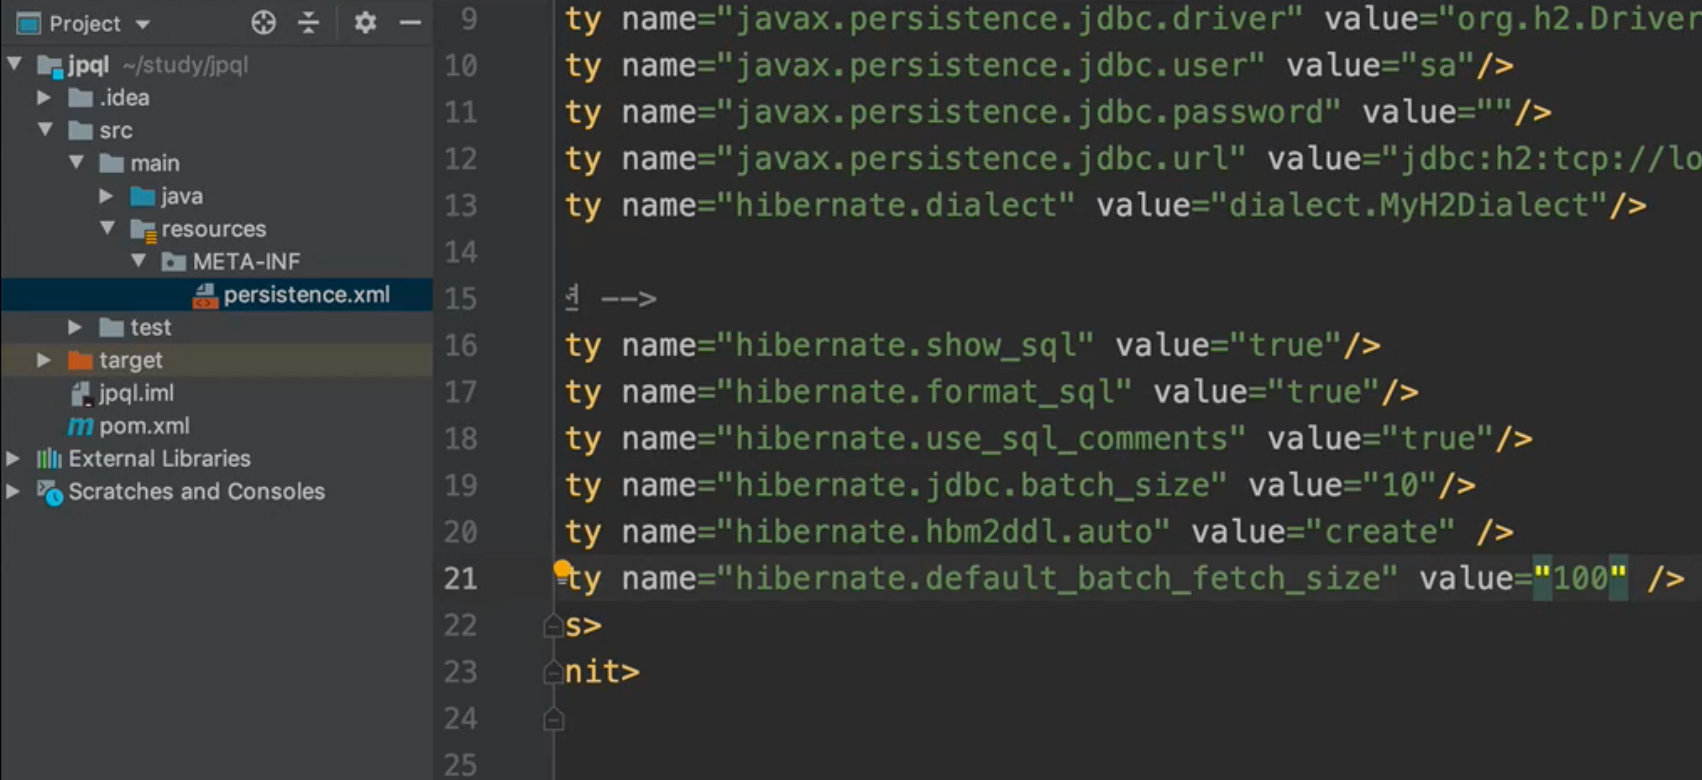 Project
jpql ~/study/jpql
.idea
src
main
java
resources
META-INF
persistence.xml
test
target
jpql.iml
pom.xml
External Libraries
Scratches and Consoles
9 ty name="javax.persistence.jdbc.driver" value="org.h2.Driver
10 ty name="javax.persistence.jdbc.user" value="sa"/>
11 ty name="javax.persistence.jdbc.password" value=""/>
12 ty name="javax.persistence.jdbc.url" value="jdbc:h2:tcp://lo
13 ty name="hibernate.dialect" value="dialect.MyH2Dialect"/>
14
15 -->
16 ty name="hibernate.show_sql" value="true"/>
17 ty name="hibernate.format_sql" value="true"/>
18 ty name="hibernate.use_sql_comments" value="true"/>
19 ty name="hibernate.jdbc.batch_size" value="10"/>
20 ty name="hibernate.hbm2ddl.auto" value="create" />
21 ty name="hibernate.default_batch_fetch_size" value="100" />
22 s>
23 nit>
24
25